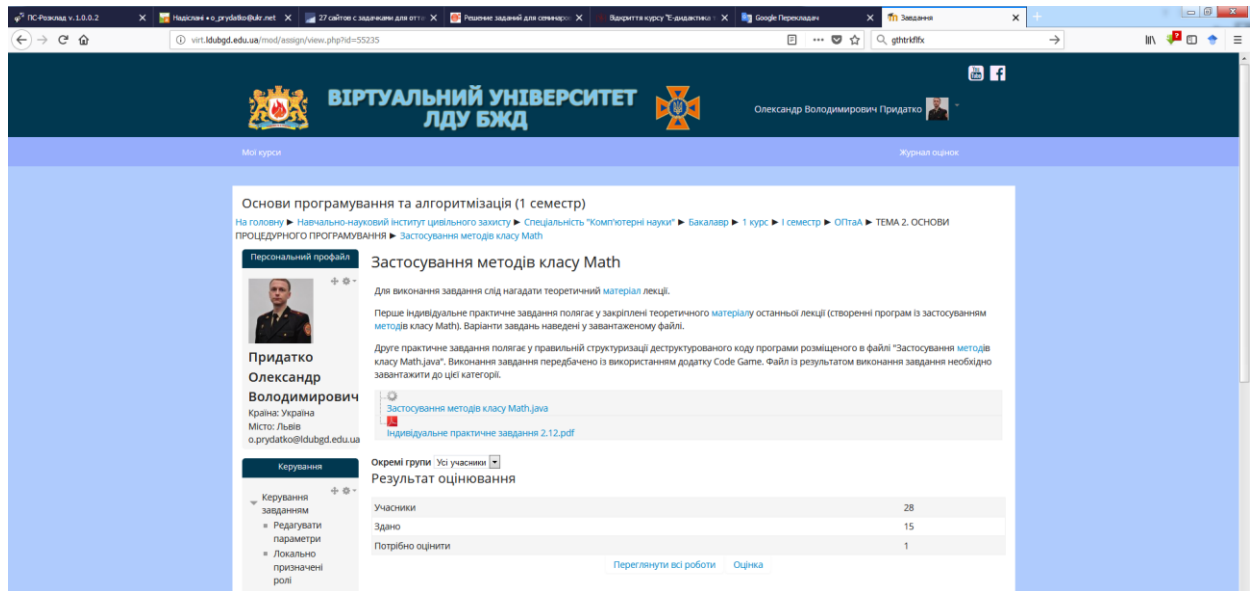 ПС-Розклад v.1.0.0.2
Надіслані • o_prydatko@ukr.net
27 сайтов с задачками для отто
Решение заданий для семинаро
Відкриття курсу "Е-дидактика
Google Перекладач
Завдання
virt.ldubgd.edu.ua/mod/assign/view.php?id=55235
gthtrkflfx
ВІРТУАЛЬНИЙ УНІВЕРСИТЕТ
ЛДУ БЖД
Олександр Володимирович Придатко
Мої курси
Журнал оцінок
Основи програмування та алгоритмізація (1 семестр)
На головну ► Навчально-науковий інститут цивільного захисту ► Спеціальність "Комп'ютерні науки" ► Бакалавр ► 1 курс ► І семестр ► ОПтаА ► ТЕМА 2. ОСНОВИ
ПРОЦЕДУРНОГО ПРОГРАМУВАННЯ ► Застосування методів класу Math
Персональний профайл
Придатко
Олександр
Володимирович
Країна: Україна
Місто: Львів
o.prydatko@ldubgd.edu.ua
Керування
Керування
завданням
Редагувати
параметри
Локально
призначені
ролі
Застосування методів класу Math
Для виконання завдання слід нагадати теоретичний матеріал лекції.
Перше індивідуальне практичне завдання полягає у закріплені теоретичного матеріалу останньої лекції (створенні програм із застосуванням
методів класу Math). Варіанти завдань наведені у завантаженому файлі.
Друге практичне завдання полягає у правильній структуризації деструктурованого коду програми розміщеного в файлі "Застосування методів
класу Math.java". Виконання завдання передбачено із використанням додатку Code Game. Файл із результатом виконання завдання необхідно
завантажити до цієї категорії.
Застосування методів класу Math.java
Індивідуальне практичне завдання 2.12.pdf
Окремі групи Усі учасники
Результат оцінювання
Учасники 28
Здано 15
Потрібно оцінити 1
Переглянути всі роботи Оцінка